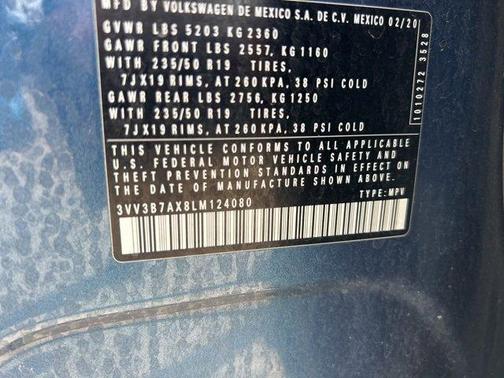 MFD BY VOLKSWAGEN DE MEXICO S.A. DE C.V. MEXICO 02/20
GVWR LBS 5203 KG 2360
GAWR FRONT LBS 2557, KG 1160
WITH 235/50 R19 TIRES,
7JX19 RIMS, AT 260 KPA, 38 PSI COLD
GAWR REAR LBS 2756, KG 1250
WITH 235/50 R19 TIRES,
7JX19 RIMS, AT 260 KPA, 38 PSI COLD
THIS VEHICLE CONFORMS TO ALL APPLICABLE
U.S. FEDERAL MOTOR VEHICLE SAFETY AND
THEFT PREVENTION STANDARDS IN EFFECT ON
THE DATE OF MANUFACTURE SHOWN ABOVE
3VV3B7AX8LM124080
TYPE: MPV
1010272 3528